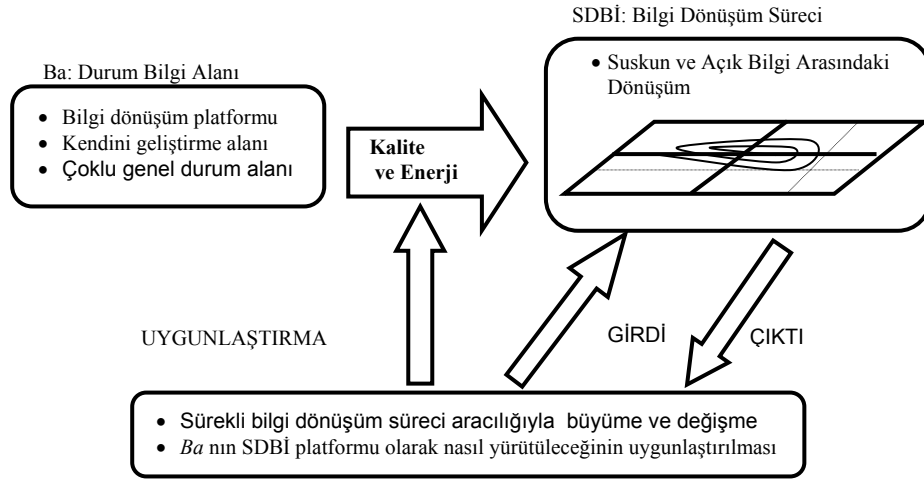 SDBİ: Bilgi Dönüşüm Süreci
Ba: Durum Bilgi Alanı
• Suskun ve Açık Bilgi Arasındaki
Dönüşüm
• Bilgi dönüşüm platformu
• Kendini geliştirme alanı
• Çoklu genel durum alanı
Kalite
ve Enerji
UYGUNLAŞTIRMA
GİRDİ
ÇIKTI
• Sürekli bilgi dönüşüm süreci aracılığıyla büyüme ve değişme
• Ba nın SDBİ platformu olarak nasıl yürütüleceğinin uygunlaştırılması